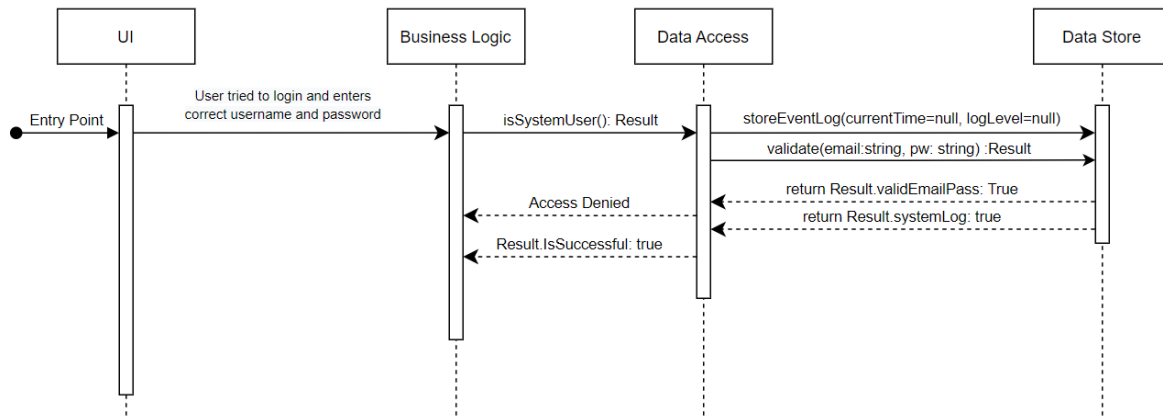 UI
Business Logic
Data Access
Data Store
User tried to login and enters
correct username and password
Entry Point
isSystemUser(): Result
storeEventLog(currentTime=null, logLevel=null)
validate(email:string, pw: string) :Result
return Result.validEmailPass: True
Access Denied
return Result.systemLog: true
Result.IsSuccessful: true